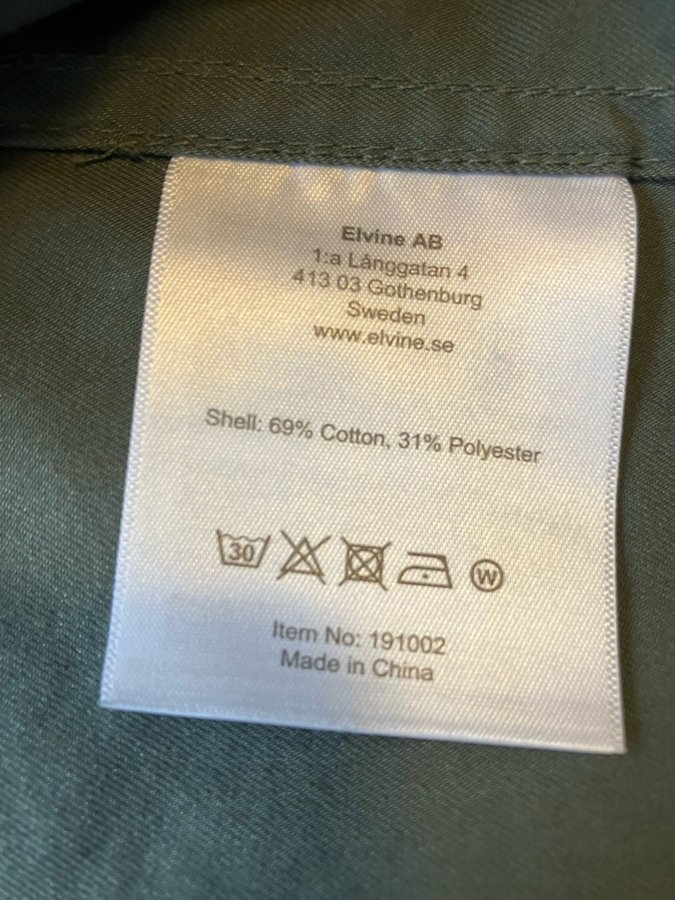 Elvine AB
1:a Långgatan 4
413 03 Gothenburg
Sweden
www.elvine.se
Shell: 69% Cotton, 31% Polyester
30 W
Item No: 191002
Made in China